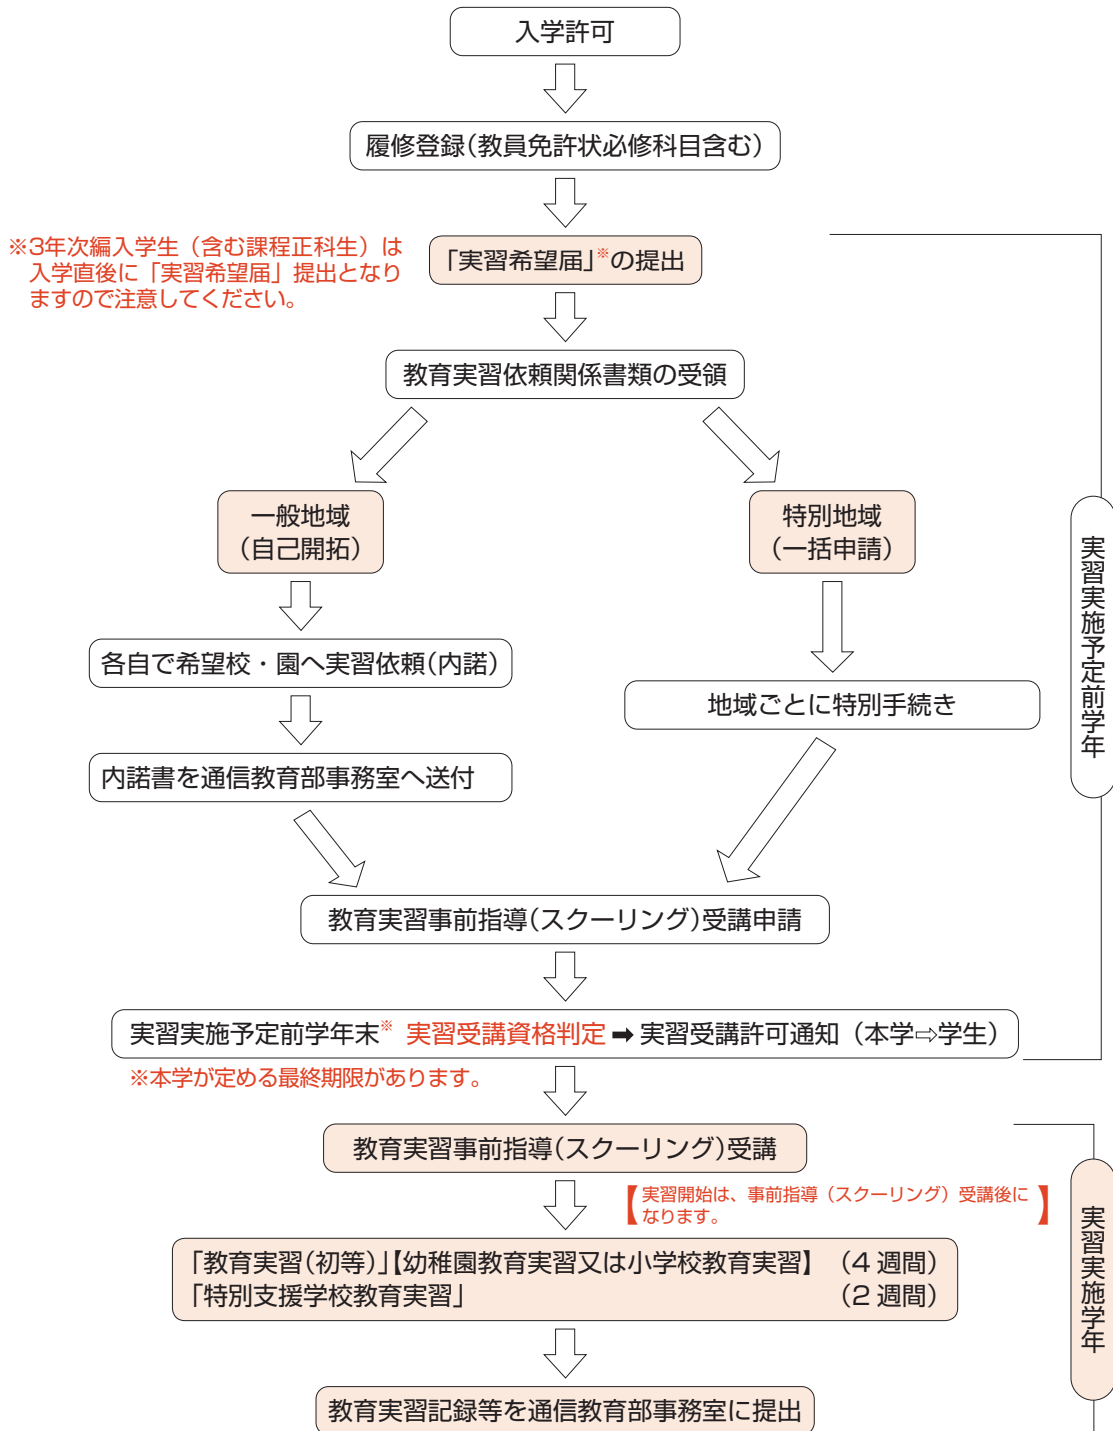 入学許可
履修登録(教員免許状必修科目含む)
※3年次編入学生（含む課程正科生）は
入学直後に「実習希望届」提出となり
ますので注意してください。
「実習希望届」※の提出
教育実習依頼関係書類の受領
一般地域
(自己開拓)
特別地域
(一括申請)
各自で希望校・園へ実習依頼(内諾)
地域ごとに特別手続き
内諾書を通信教育部事務室へ送付
教育実習事前指導(スクーリング)受講申請
実習実施予定前学年末※ 実習受講資格判定➡実習受講許可通知（本学⇨学生）
※本学が定める最終期限があります。
実習実施予定前学年
教育実習事前指導(スクーリング)受講
【実習開始は、事前指導（スクーリング）受講後に
なります。】
「教育実習(初等)」【幼稚園教育実習又は小学校教育実習】（4週間）
「特別支援学校教育実習」（2週間）
教育実習記録等を通信教育部事務室に提出
実習実施学年